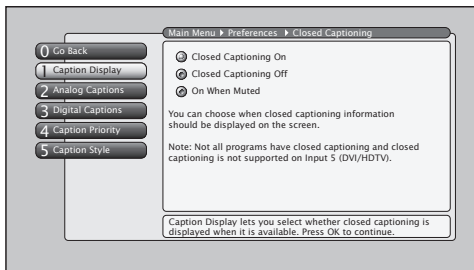 Main Menu Preferences Closed Captioning
0 Go Back
1 Caption Display
2 Analog Captions
3 Digital Captions
4 Caption Priority
5 Caption Style
Closed Captioning On
Closed Captioning Off
On When Muted
You can choose when closed captioning information
should be displayed on the screen.
Note: Not all programs have closed captioning and closed
captioning is not supported on Input 5 (DVI/HDTV).
Caption Display lets you select whether closed captioning is
displayed when it is available. Press OK to continue.